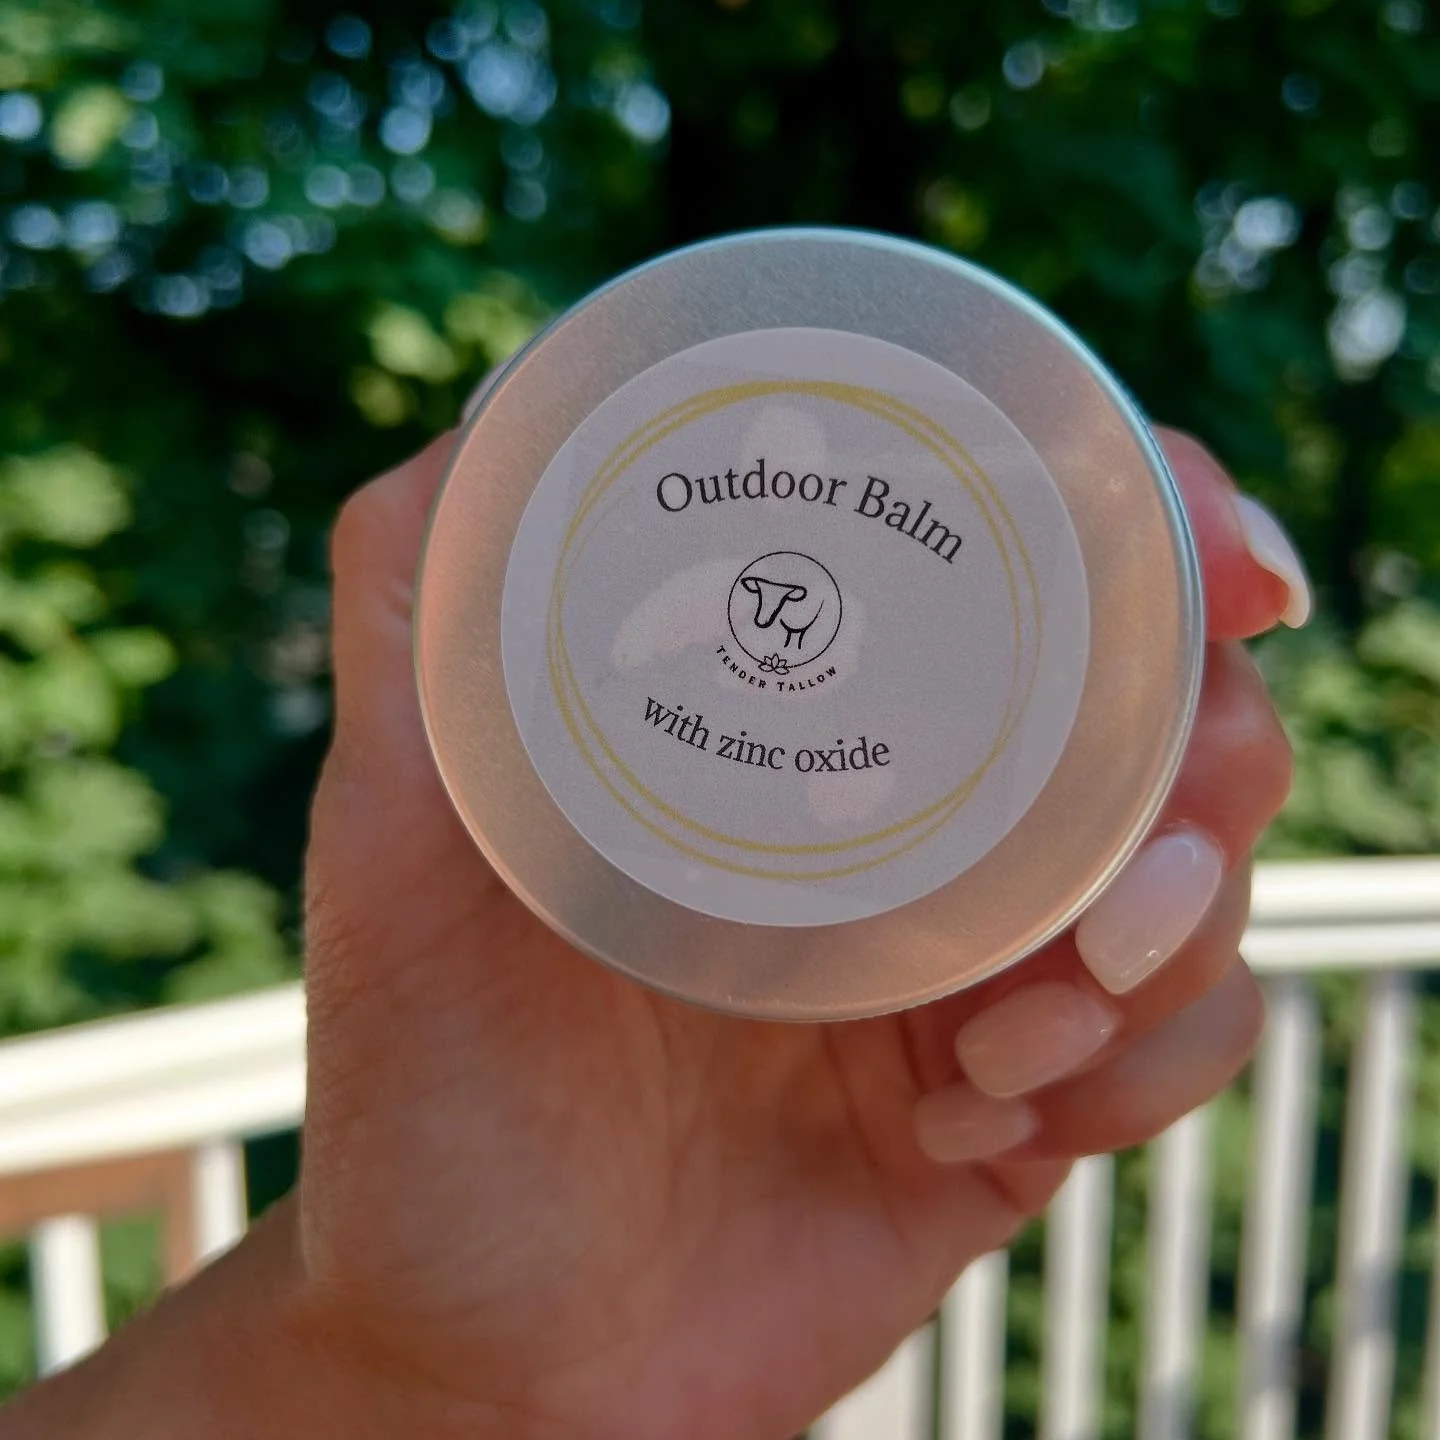 Outdoor Balm
TENDER TALLOW
with zinc oxide